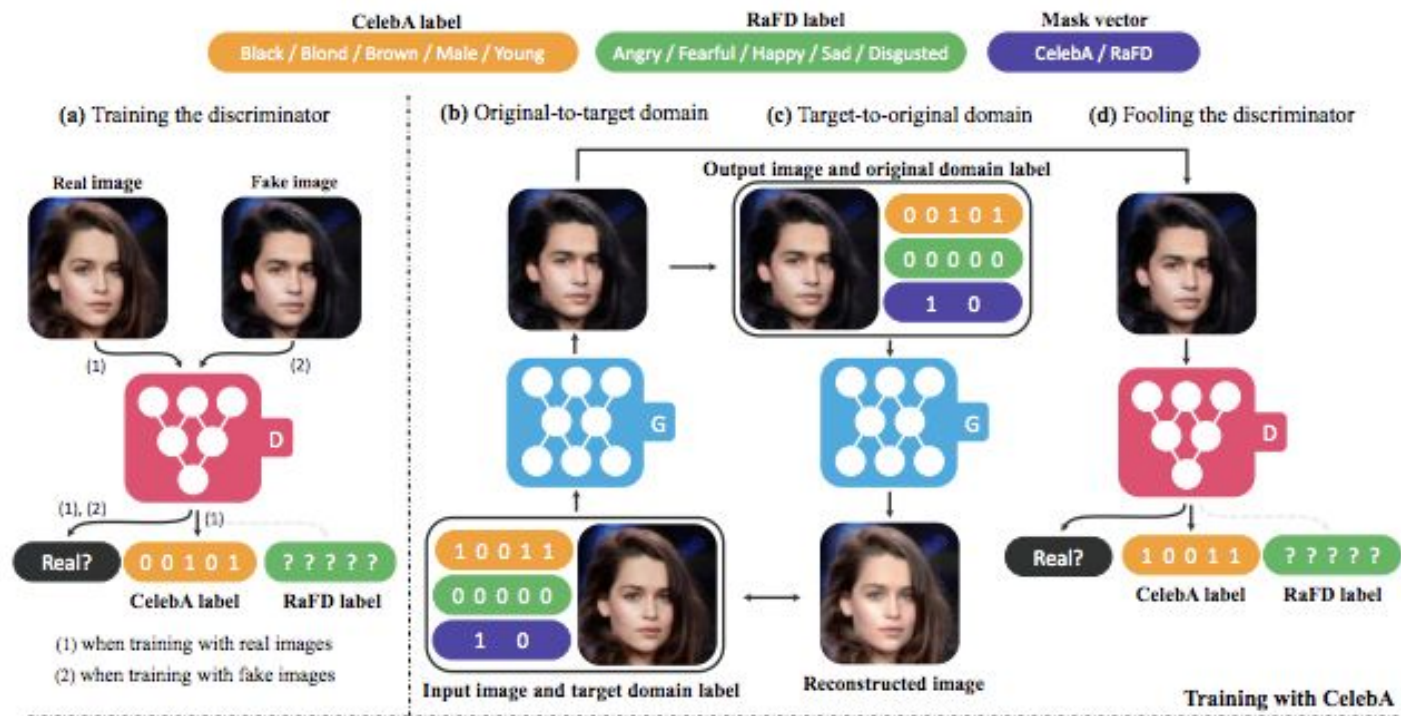 CelebA label
RaFD label
Mask vector
Black / Blond / Brown / Male / Young
Angry / Fearful / Happy / Sad / Disgusted
CelebA / RaFD
(a) Training the discriminator
(b) Original-to-target domain
(c) Target-to-original domain
(d) Fooling the discriminator
Real image
Fake image
Output image and original domain label
0 0 1 0 1
0 0 0 0 0
1 0
(1)
(2)
D
G
G
D
(1), (2)
(1)
Real?
0 0 1 0 1
? ? ? ? ?
CelebA label
RaFD label
(1) when training with real images
(2) when training with fake images
1 0 0 1 1
0 0 0 0 0
1 0
Input image and target domain label
Reconstructed image
Real?
1 0 0 1 1
? ? ? ? ?
CelebA label
RaFD label
Training with CelebA